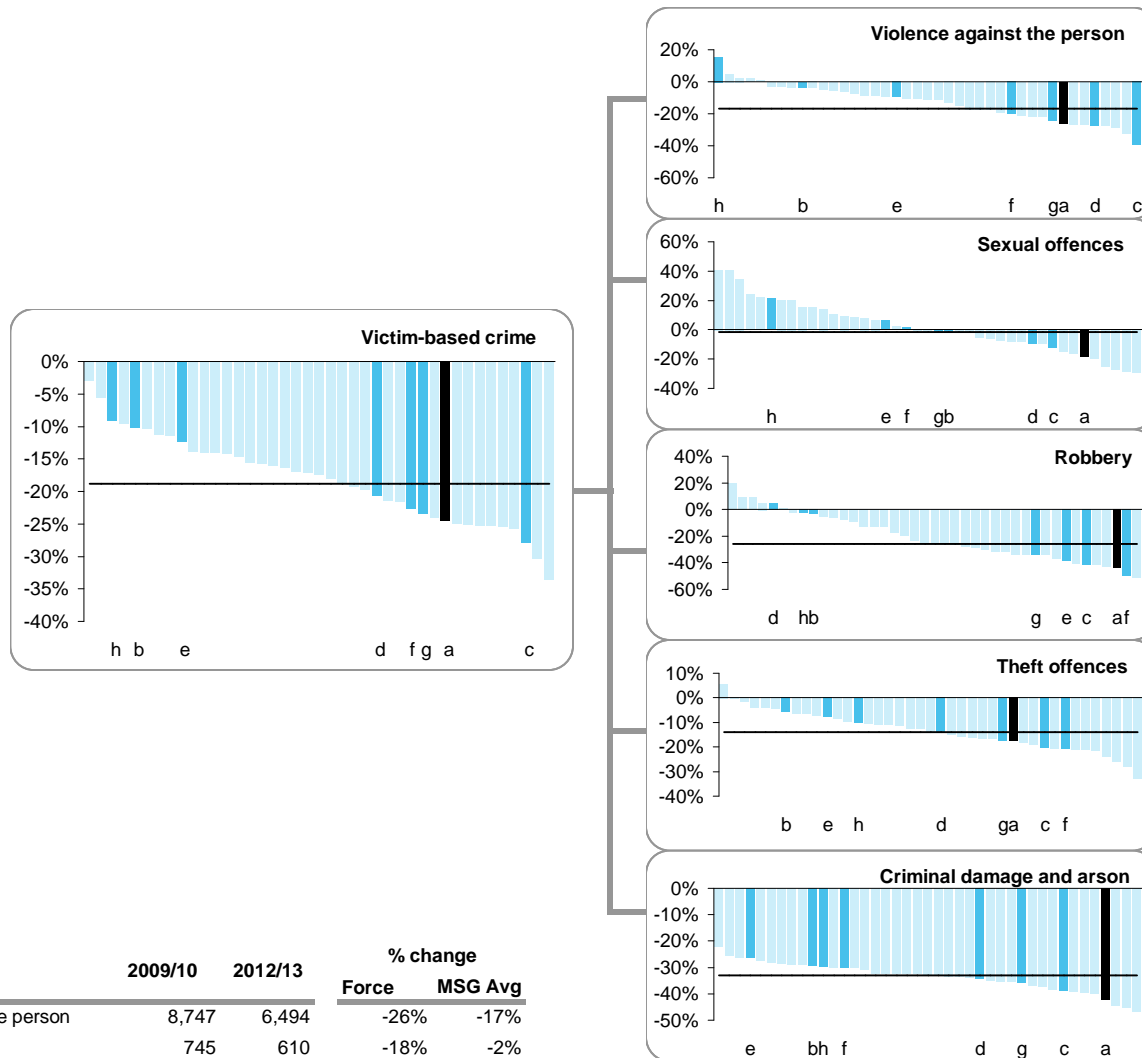 Violence against the person
20%
0%
-20%
-40%
-60%
h b e f ga d c
Sexual offences
60%
40%
20%
0%
-20%
-40%
h e f gb d c a
Victim-based crime
0%
-5%
-10%
-15%
-20%
-25%
-30%
-35%
-40%
h b e d f g a c
Robbery
40%
20%
0%
-20%
-40%
-60%
d hb g e c af
Theft offences
10%
0%
-10%
-20%
-30%
-40%
b e h d ga c f
Criminal damage and arson
0%
-10%
-20%
-30%
-40%
-50%
e bh f d g c a
2009/10 2012/13 % change
Force MSG Avg
e person 8,747 6,494 -26% -17%
745 610 -18% -2%